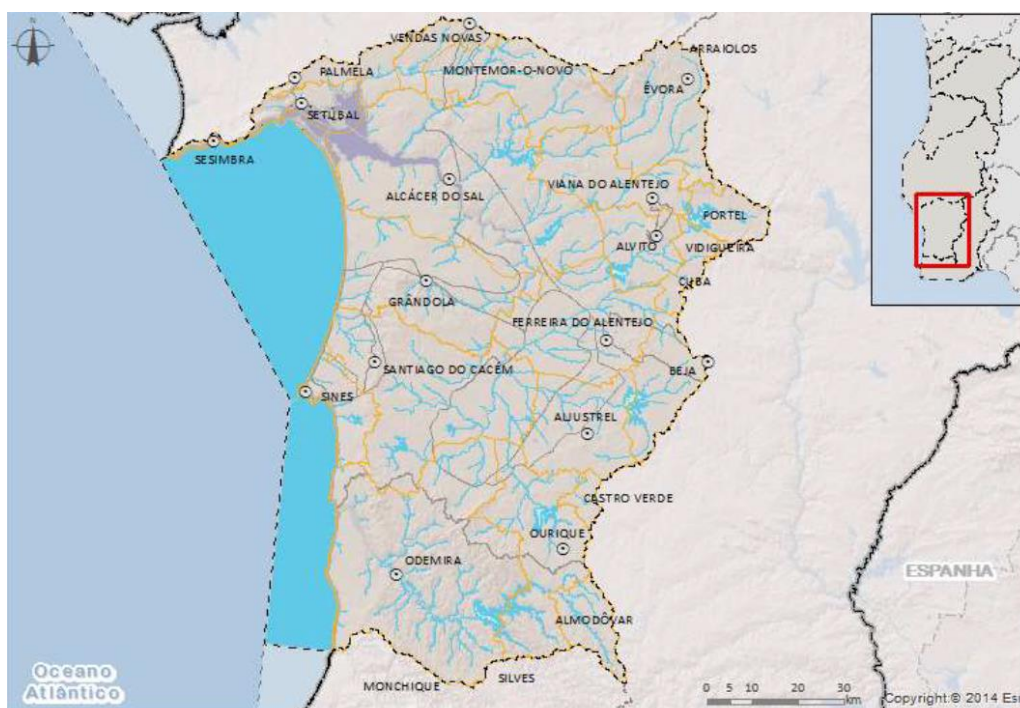 N
VENDAS NOVAS
ARRAIOLOS
PALMELA
MONTEMOR-O-NOVO
ÉVORA
SETÚBAL
SESIMBRA
ALCÁCER DO SAL
VIANA DO ALENTEJO
PORTEL
ALVITO
VIDIGUEIRA
CUBA
GRÂNDOLA
FERREIRA DO ALENTEJO
SANTIAGO DO CACÉM
BEJA
SINES
ALJUSTREL
CASTRO VERDE
OURIQUE
ODEMIRA
ESPANHA
ALMODÔVAR
Oceano
Atlântico
MONCHIQUE
SILVES
0 5 10 20 30
km
Copyright:© 2014 Es